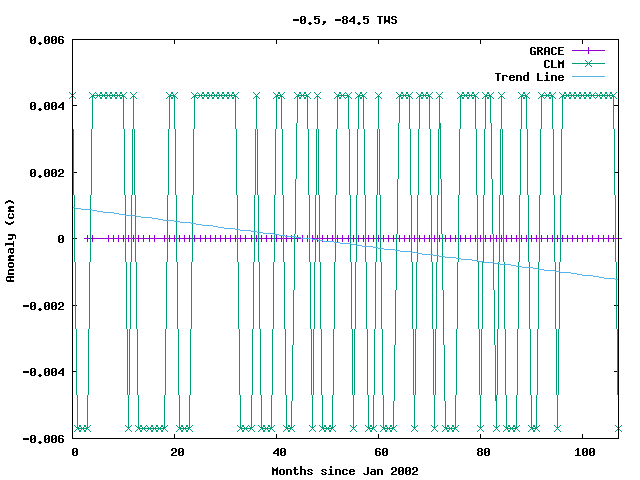 -0.5, -84.5 TWS
0.006
0.004
0.002
0
-0.002
-0.004
-0.006
Anomaly (cm)
GRACE
CLM
Trend Line
0 20 40 60 80 100
Months since Jan 2002